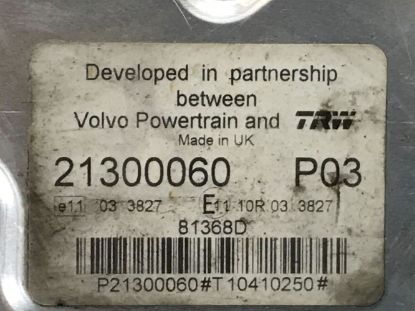 Developed in partnership
between
Volvo Powertrain and TRW
Made in UK
21300060 P03
e11 03 3827 E 11 10R 03 3827
81368D
P21300060#T10410250#